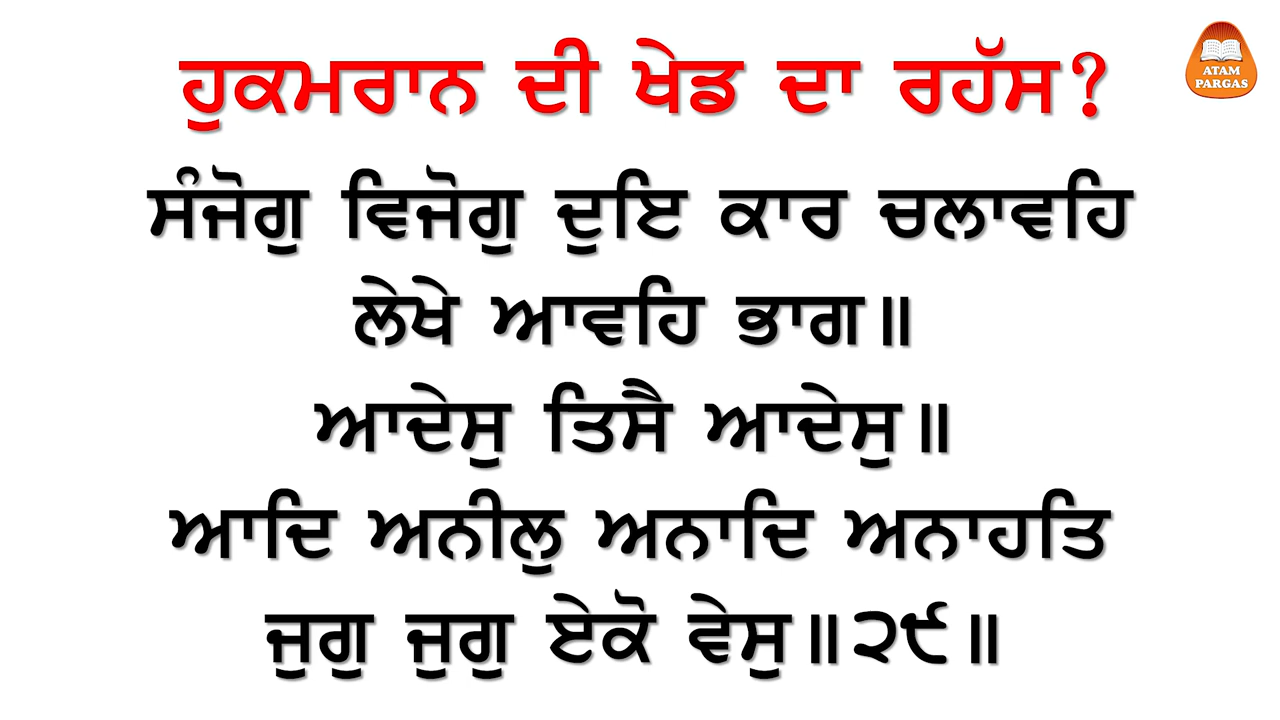 ਹੁਕਮਰਾਨ ਦੀ ਖੇਡ ਦਾ ਰਹੱਸ?
ATAM
PARGAS
ਸੰਜੋਗੁ ਵਿਜੋਗੁ ਦੁਇ ਕਾਰ ਚਲਾਵਹਿ
ਲੇਖੇ ਆਵਹਿ ਭਾਗ॥
ਆਦੇਸੁ ਤਿਸੈ ਆਦੇਸੁ॥
ਆਦਿ ਅਨੀਲੁ ਅਨਾਦਿ ਅਨਾਹਤਿ
ਜੁਗੁ ਜੁਗੁ ਏਕੋ ਵੇਸੁ॥੨੯॥